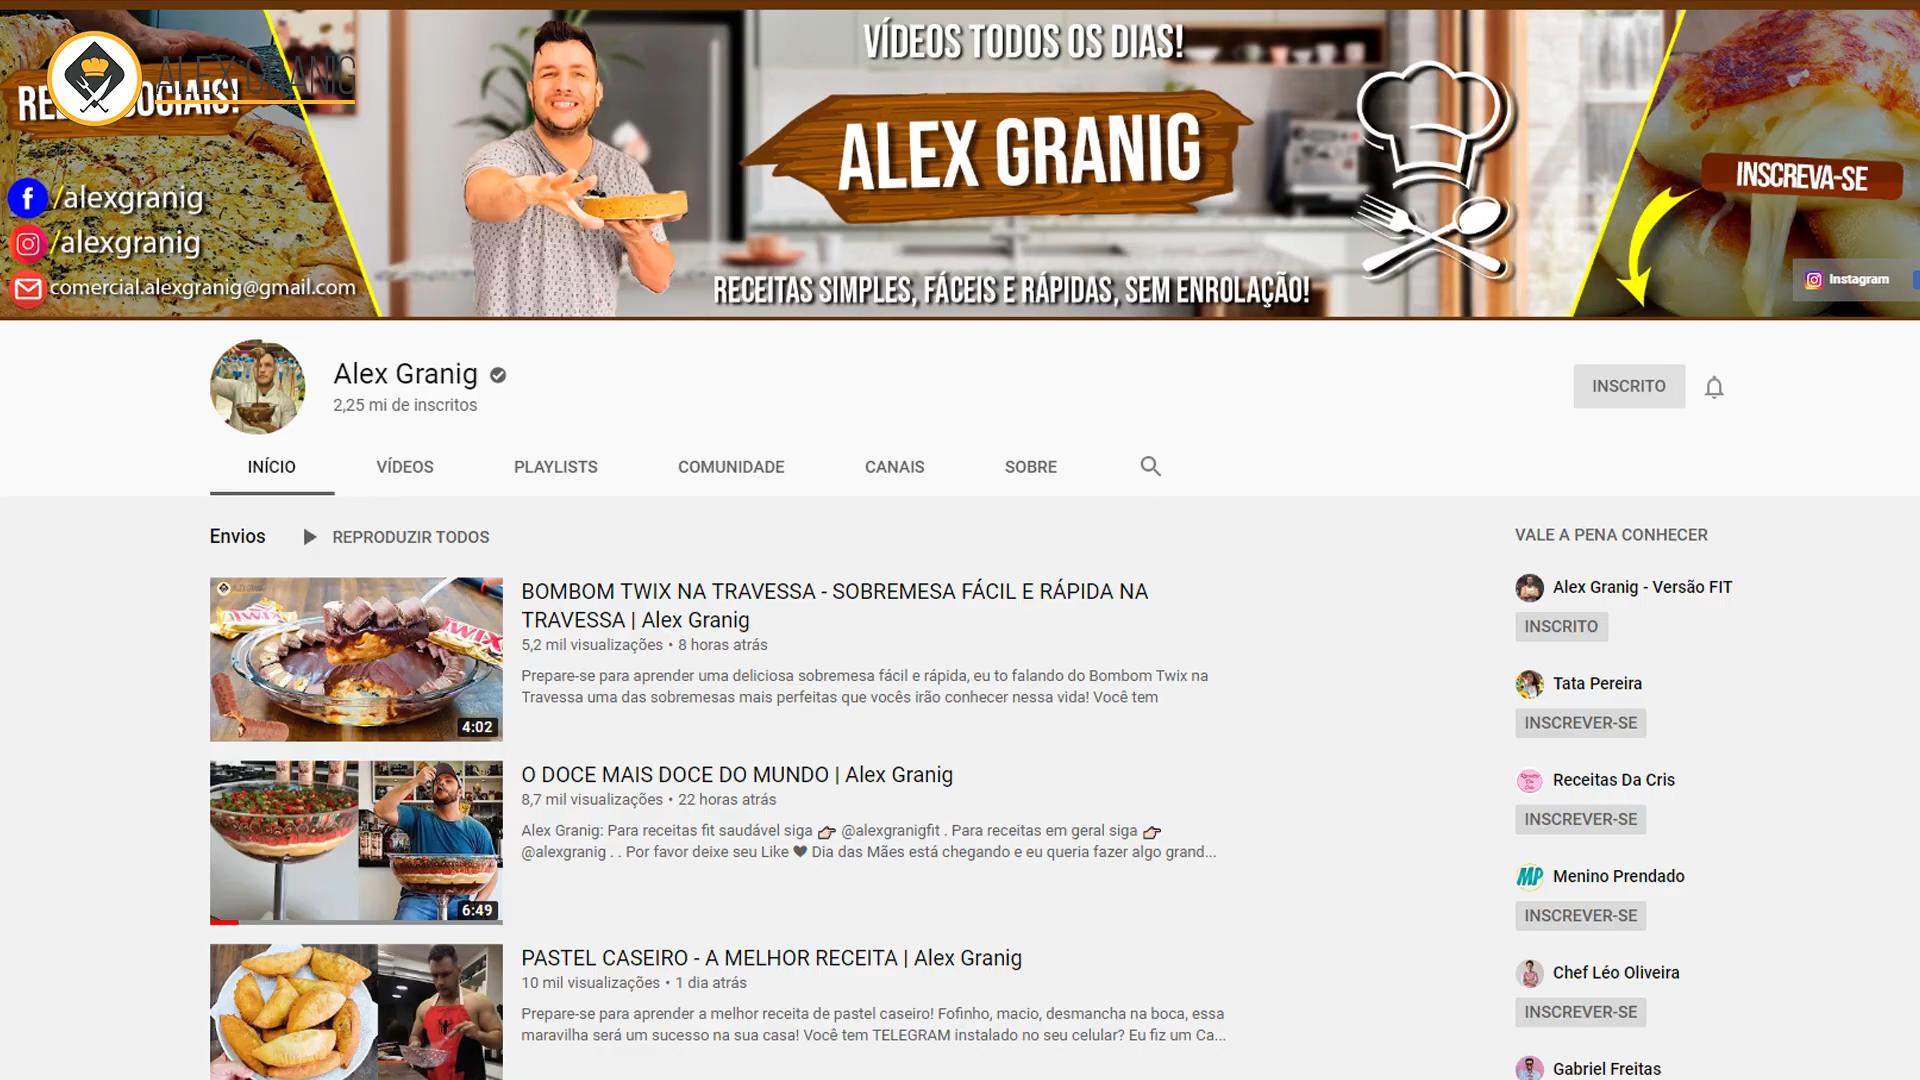 VÍDEOS TODOS OS DIAS!
ALEX GRANIG
ALEX GRANIG
/alexgranig
/alexgranig
comercial.alexgranig@gmail.com
RECEITAS SIMPLES, FÁCEIS E RÁPIDAS, SEM ENROLAÇÃO!
INSCREVA-SE
Instagram
Alex Granig
2,25 mi de inscritos
INSCRITO
INÍCIO
VÍDEOS
PLAYLISTS
COMUNIDADE
CANAIS
SOBRE
Envios
REPRODUZIR TODOS
BOMBOM TWIX NA TRAVESSA - SOBREMESA FÁCIL E RÁPIDA NA
TRAVESSA | Alex Granig
5,2 mil visualizações • 8 horas atrás
Prepare-se para aprender uma deliciosa sobremesa fácil e rápida, eu to falando do Bombom Twix na
Travessa uma das sobremesas mais perfeitas que vocês irão conhecer nessa vida! Você tem
4:02
O DOCE MAIS DOCE DO MUNDO | Alex Granig
8,7 mil visualizações • 22 horas atrás
Alex Granig: Para receitas fit saudável siga 👉 @alexgranigfit . Para receitas em geral siga 👉
@alexgranig . . Por favor deixe seu Like ♥ Dia das Mães está chegando e eu queria fazer algo grand...
6:49
PASTEL CASEIRO - A MELHOR RECEITA | Alex Granig
10 mil visualizações • 1 dia atrás
Prepare-se para aprender a melhor receita de pastel caseiro! Fofinho, macio, desmancha na boca, essa
maravilha será um sucesso na sua casa! Você tem TELEGRAM instalado no seu celular? Eu fiz um Ca...
VALE A PENA CONHECER
Alex Granig - Versão FIT
INSCRITO
Tata Pereira
INSCREVER-SE
Receitas Da Cris
INSCREVER-SE
MP
Menino Prendado
INSCREVER-SE
Chef Léo Oliveira
INSCREVER-SE
Gabriel Freitas